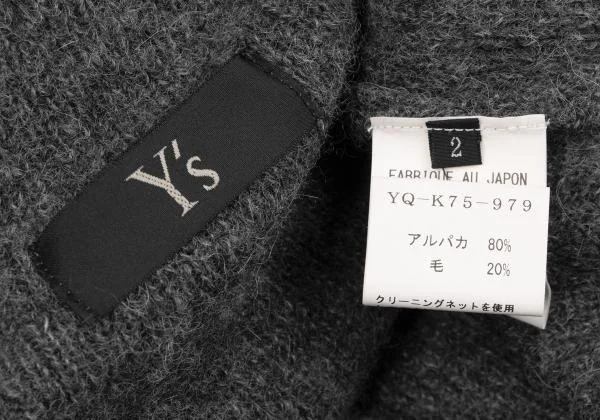 Y's
2
FABRIQUE AU JAPON
YQ-K75-979
アルパカ 80%
毛 20%
クリーニングネットを使用